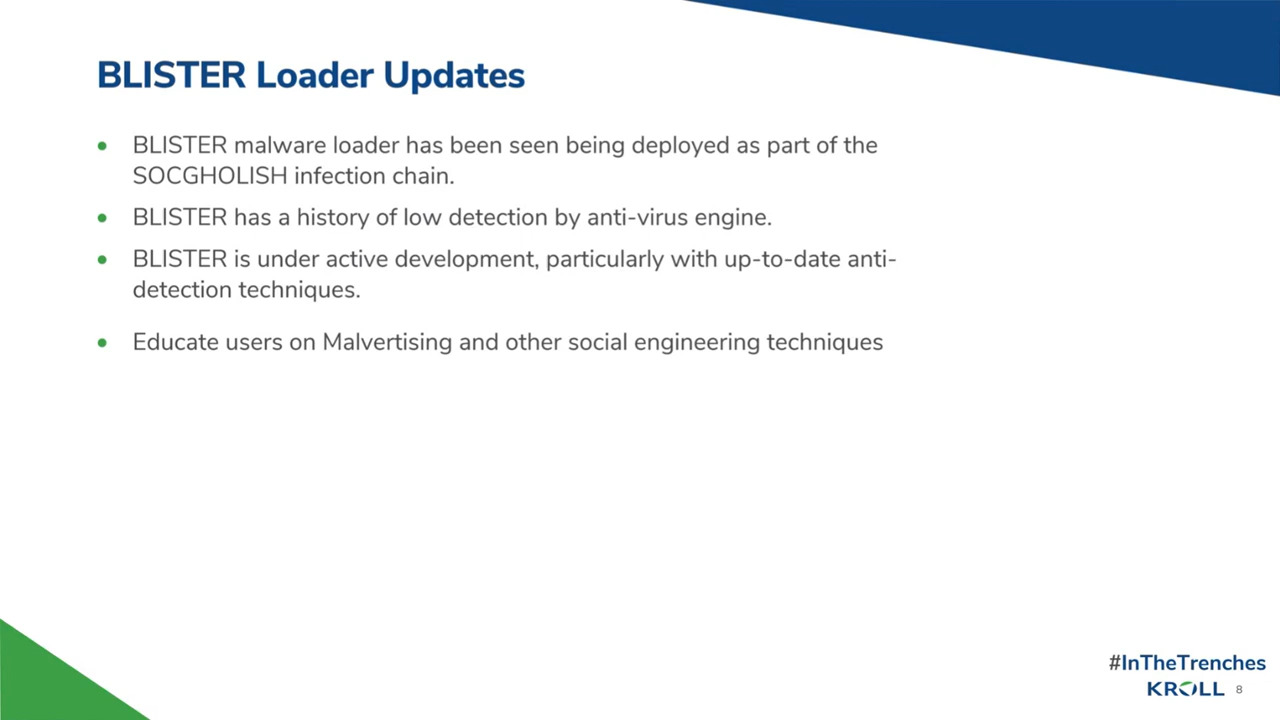 BLISTER Loader Updates
• BLISTER malware loader has been seen being deployed as part of the
SOCGHOLISH infection chain.
• BLISTER has a history of low detection by anti-virus engine.
• BLISTER is under active development, particularly with up-to-date anti-
detection techniques.
• Educate users on Malvertising and other social engineering techniques
#InTheTrenches
KROLL 8